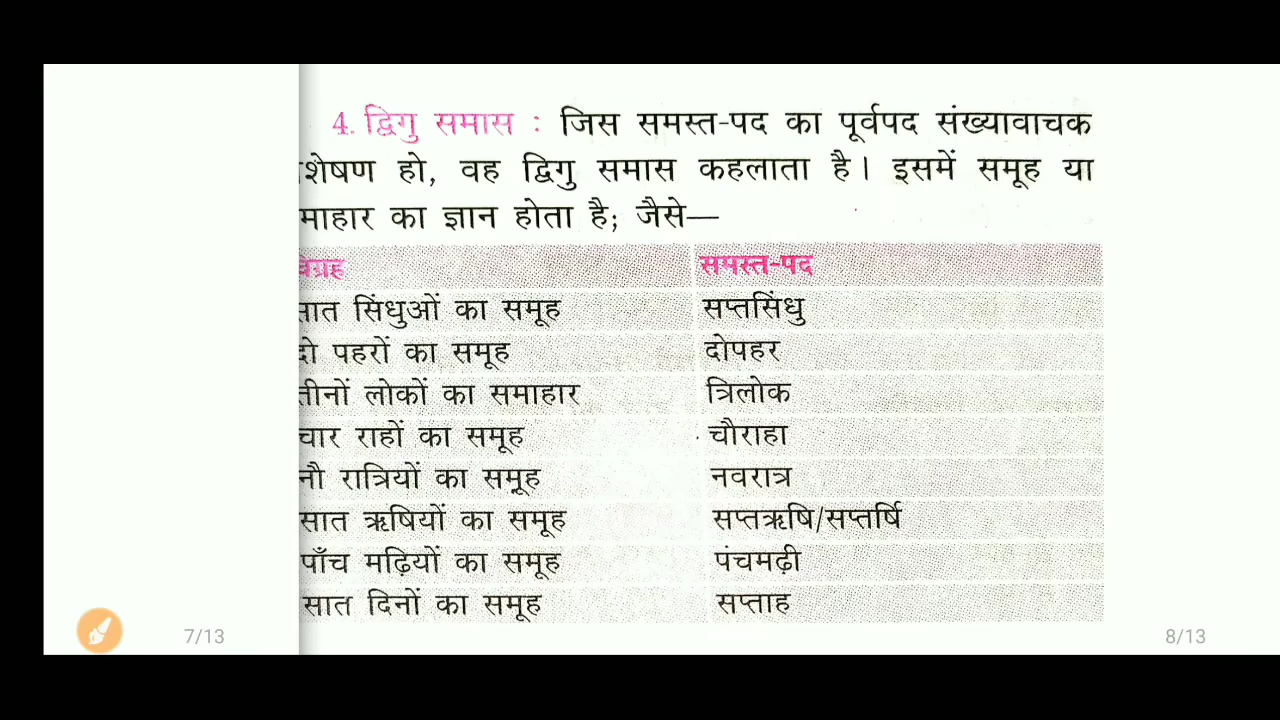 4. द्विगु समास : जिस समस्त-पद का पूर्वपद संख्यावाचक
शेषण हो, वह द्विगु समास कहलाता है। इसमें समूह या
माहार का ज्ञान होता है; जैसे—
वग्रह समस्त-पद
सात सिंधुओं का समूह सप्तसिंधु
दो पहरों का समूह दोपहर
तीनों लोकों का समाहार त्रिलोक
चार राहों का समूह चौराहा
नौ रात्रियों का समूह नवरात्र
सात ऋषियों का समूह सप्तऋषि/सप्तर्षि
पाँच मढ़ियों का समूह पंचमढ़ी
सात दिनों का समूह सप्ताह
7/13 8/13